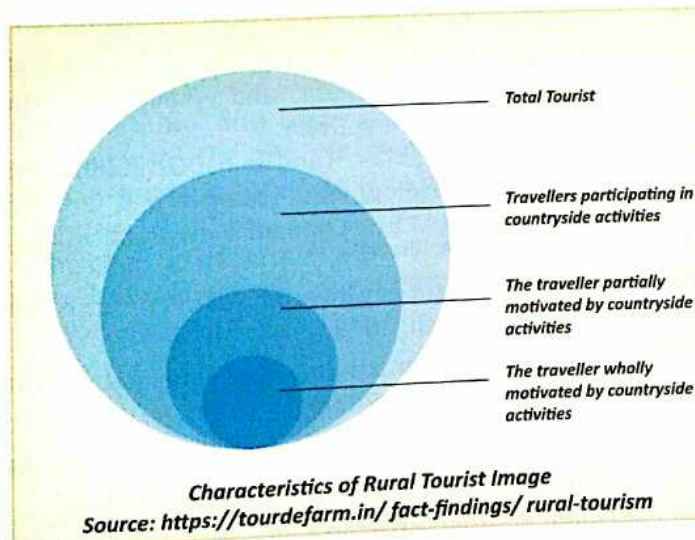 Total Tourist
Travellers participating in
countryside activities
The traveller partially
motivated by countryside
activities
The traveller wholly
motivated by countryside
activities
Characteristics of Rural Tourist Image
Source: https://tourdefarm.in/ fact-findings/ rural-tourism